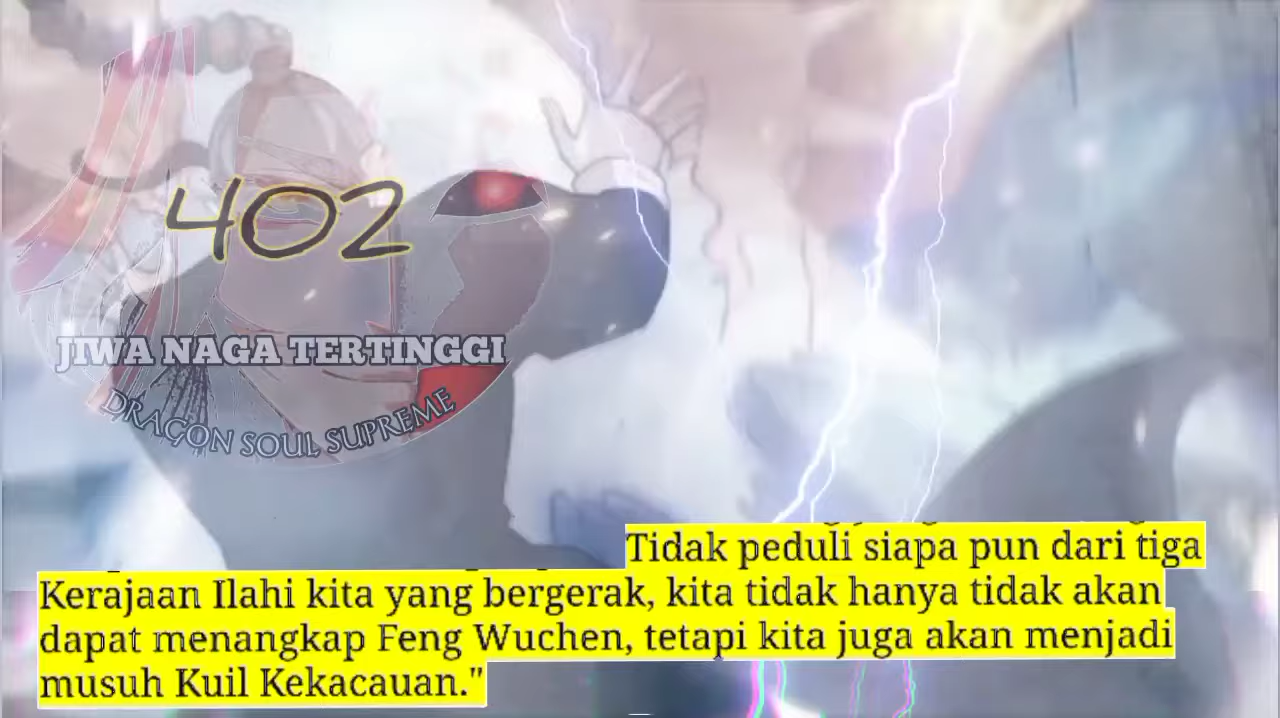 402
JIWA NAGA TERTINGGI
DRAGON SOUL SUPREME
Tidak peduli siapa pun dari tiga
Kerajaan Ilahi kita yang bergerak, kita tidak hanya tidak akan
dapat menangkap Feng Wuchen, tetapi kita juga akan menjadi
musuh Kuil Kekacauan."